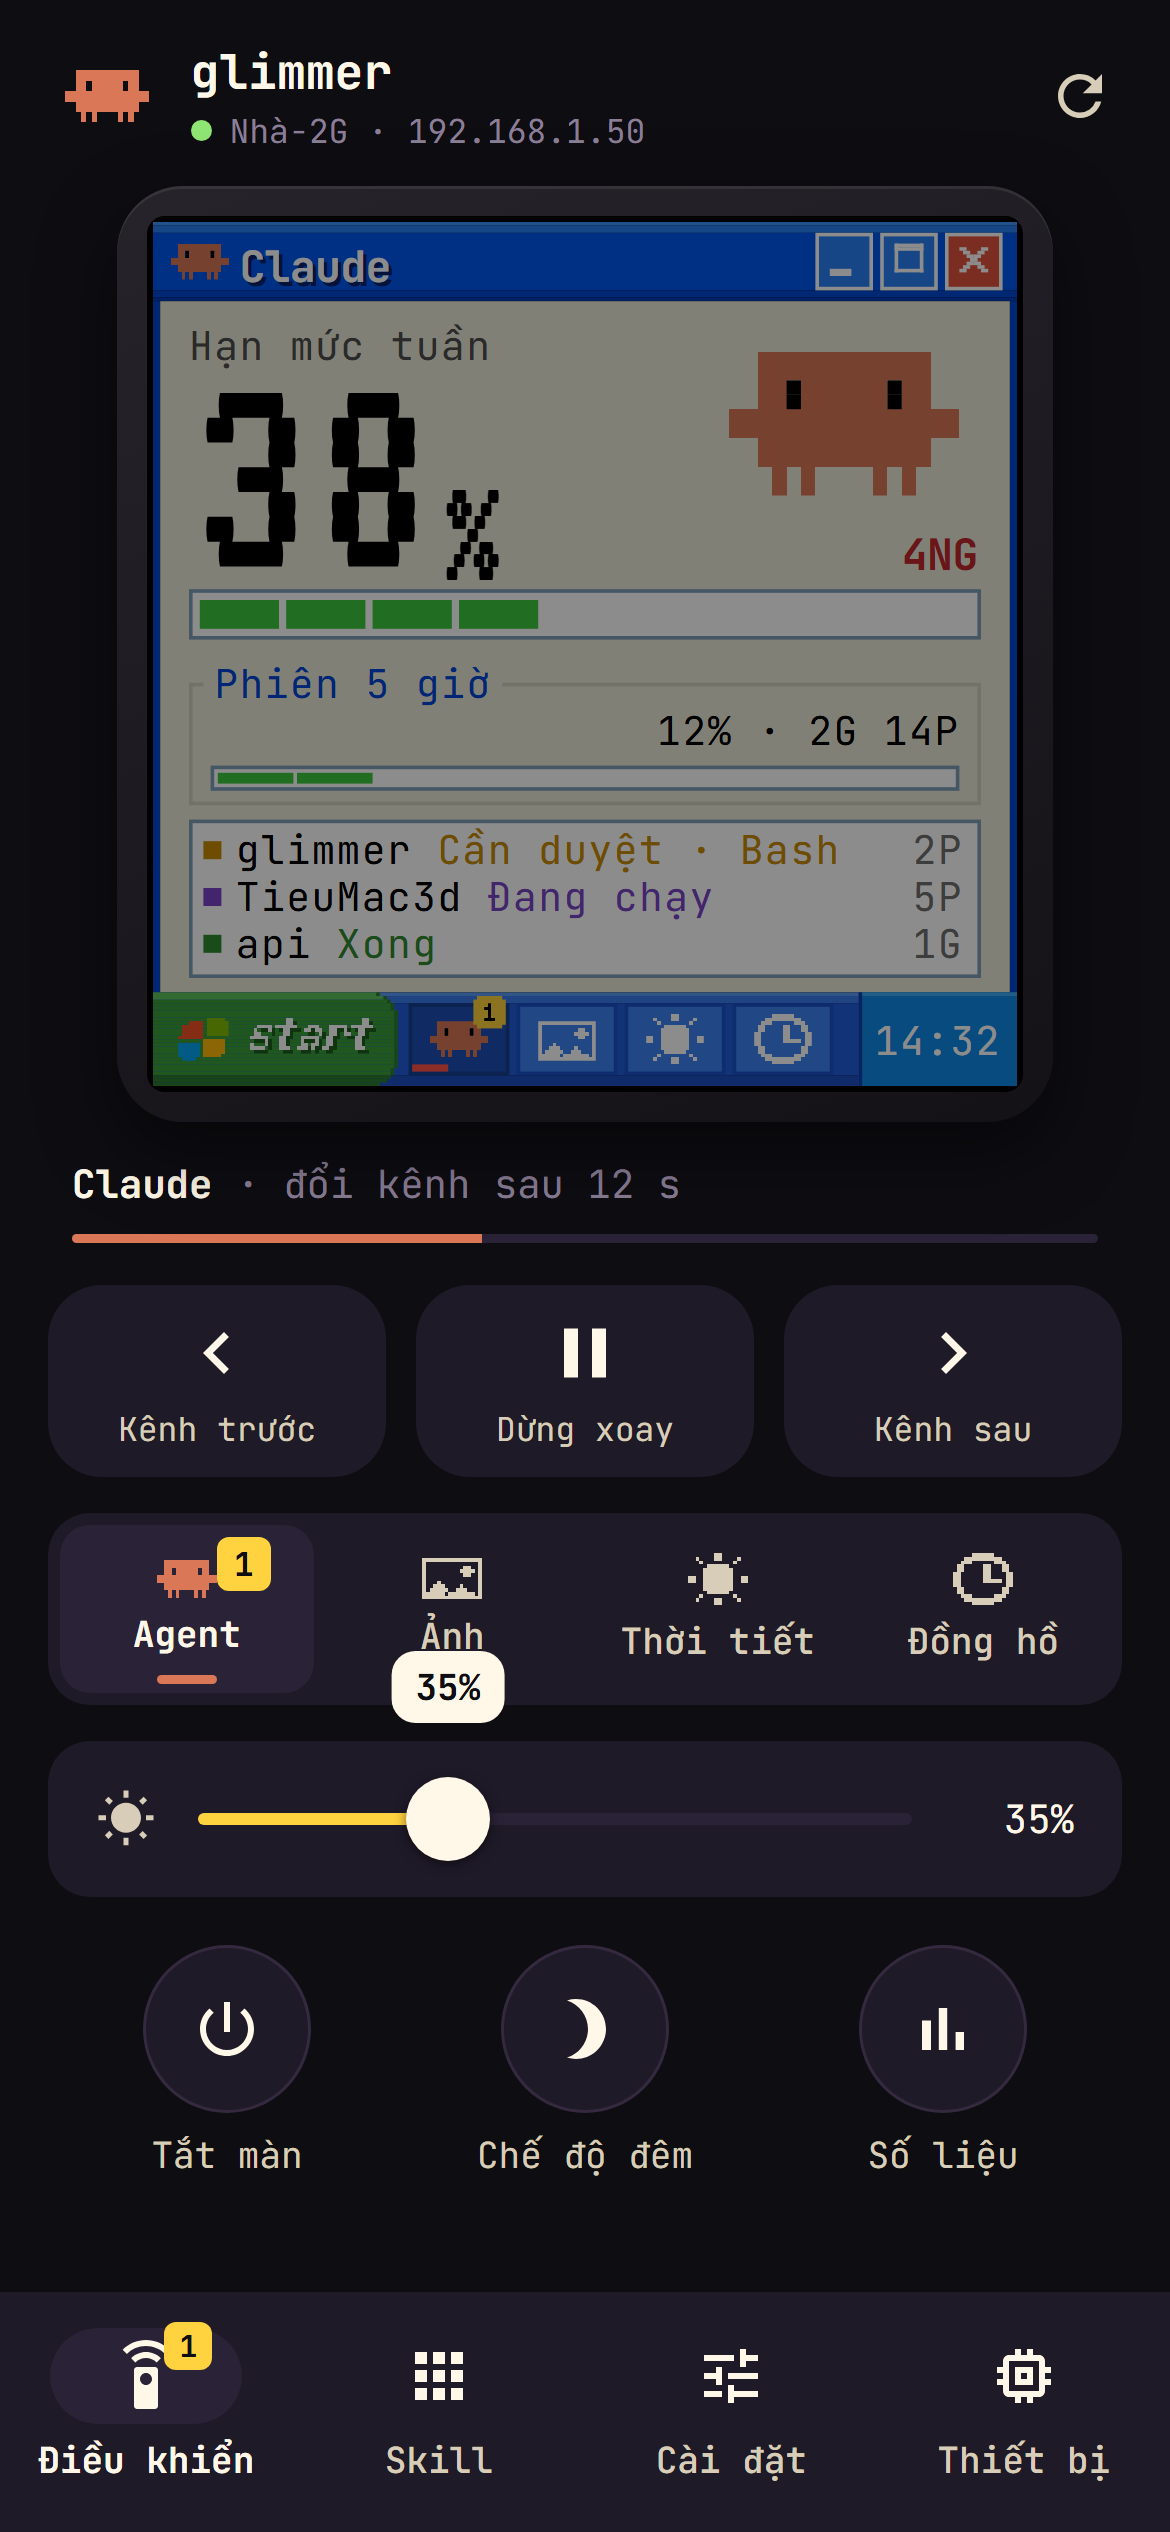 glimmer
Nhà-2G · 192.168.1.50
Claude
Hạn mức tuần
38%
4NG
Phiên 5 giờ
12% · 2G 14P
glimmer Cần duyệt · Bash 2P
TieuMac3d Đang chạy 5P
api Xong 1G
start 1 14:32
Claude · đổi kênh sau 12 s
Kênh trước Dừng xoay Kênh sau
1
Agent Ảnh Thời tiết Đồng hồ
35%
35%
Tắt màn Chế độ đêm Số liệu
1
Điều khiển Skill Cài đặt Thiết bị